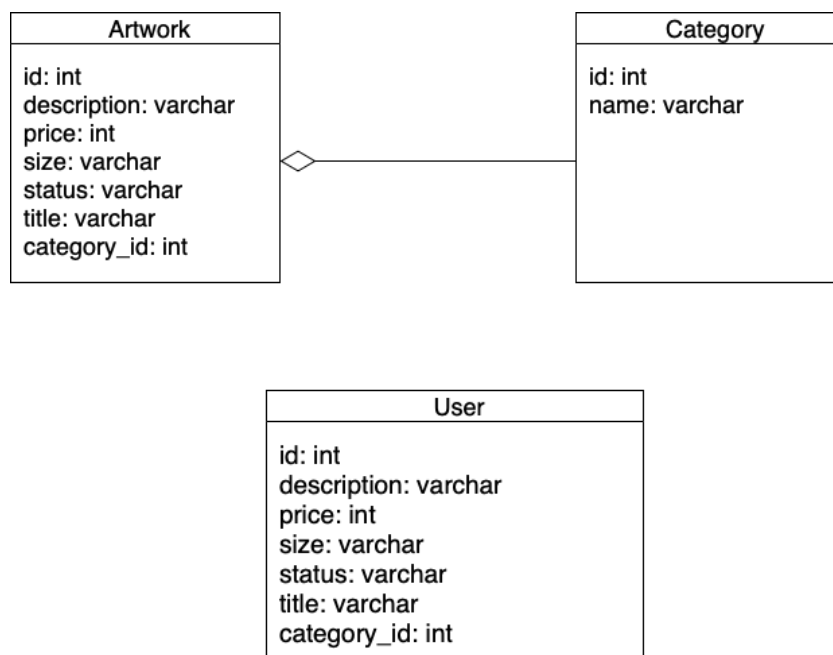 Artwork
id: int
description: varchar
price: int
size: varchar
status: varchar
title: varchar
category_id: int
Category
id: int
name: varchar
User
id: int
description: varchar
price: int
size: varchar
status: varchar
title: varchar
category_id: int